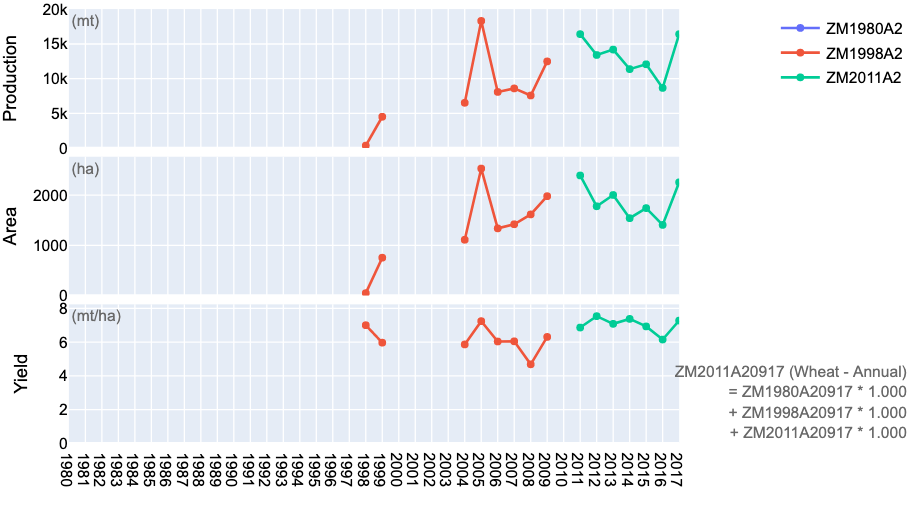 Production
20k
15k
10k
5k
0
(mt)
ZM1980A2
ZM1998A2
ZM2011A2
Area
2000
1000
0
(ha)
Yield
8
6
4
2
0
(mt/ha)
ZM2011A20917 (Wheat - Annual)
= ZM1980A20917 * 1.000
+ ZM1998A20917 * 1.000
+ ZM2011A20917 * 1.000
1980
1981
1982
1983
1984
1985
1986
1987
1988
1989
1990
1991
1992
1993
1994
1995
1996
1997
1998
1999
2000
2001
2002
2003
2004
2005
2006
2007
2008
2009
2010
2011
2012
2013
2014
2015
2016
2017